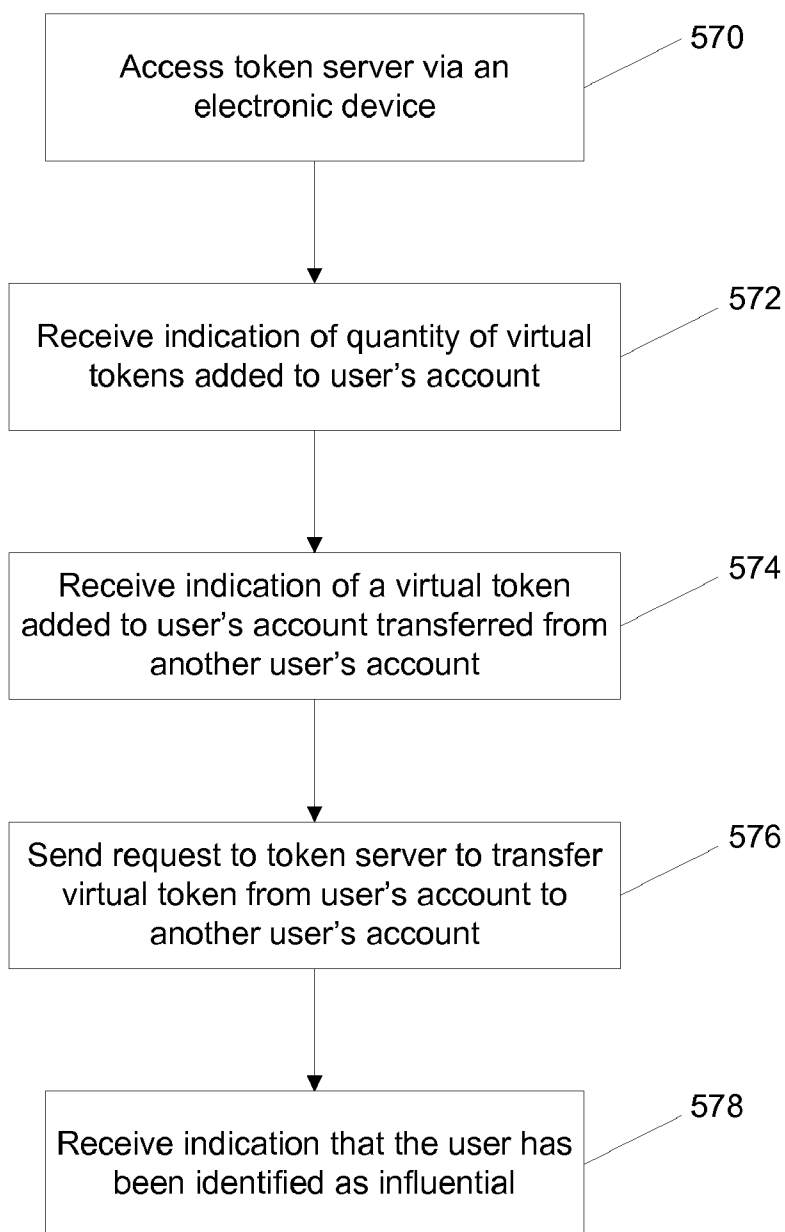 570
Access token server via an
electronic device
572
Receive indication of quantity of virtual
tokens added to user's account
574
Receive indication of a virtual token
added to user's account transferred from
another user's account
576
Send request to token server to transfer
virtual token from user's account to
another user's account
578
Receive indication that the user has
been identified as influential